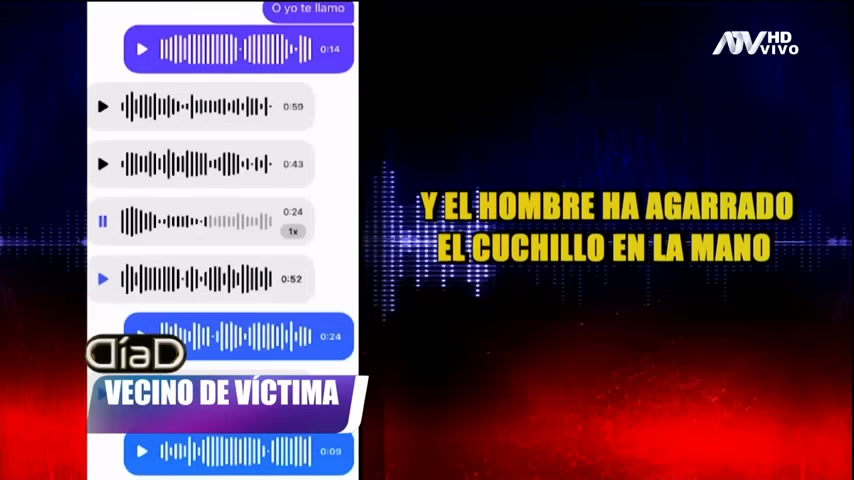 O yo te llamo
0:14
0:59
0:43
0:24
1x
0:52
0:24
0:09
ATV HD
VIVO
Y EL HOMBRE HA AGARRADO
EL CUCHILLO EN LA MANO
DíaD
VECINO DE VÍCTIMA